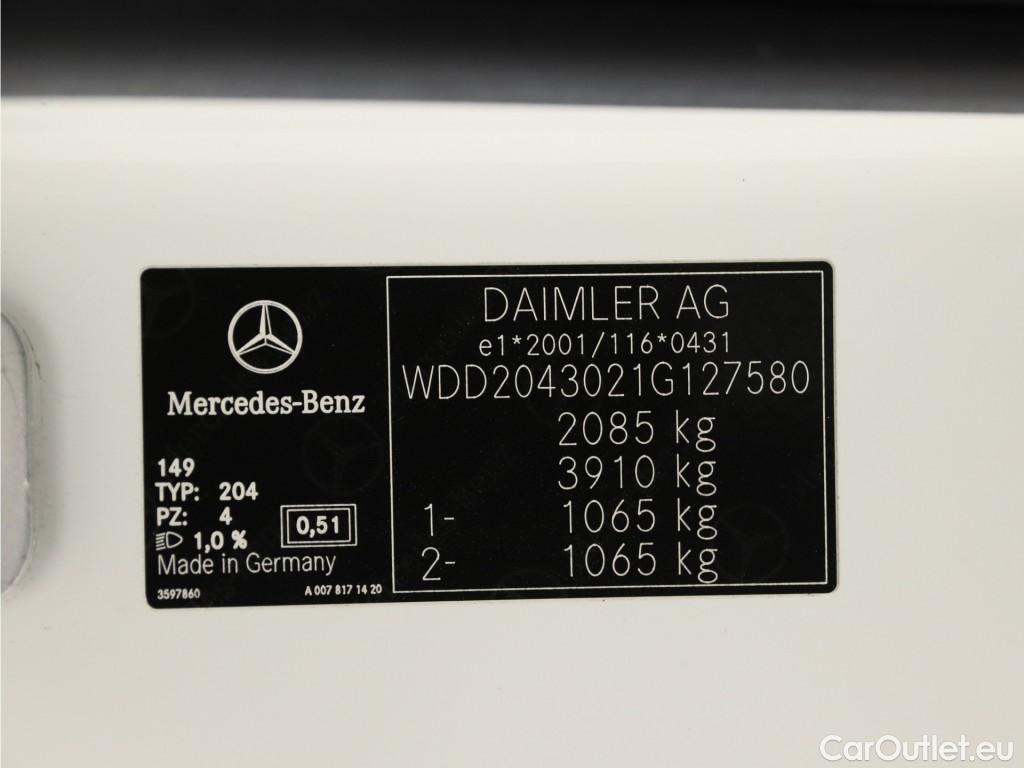 Mercedes-Benz
149
TYP: 204
PZ: 4
1,0 %
0,51
Made in Germany
3597860
A 007 817 14 20
DAIMLER AG
e1*2001/116*0431
WDD2043021G127580
2085 kg
3910 kg
1- 1065 kg
2- 1065 kg
CarOutlet.eu